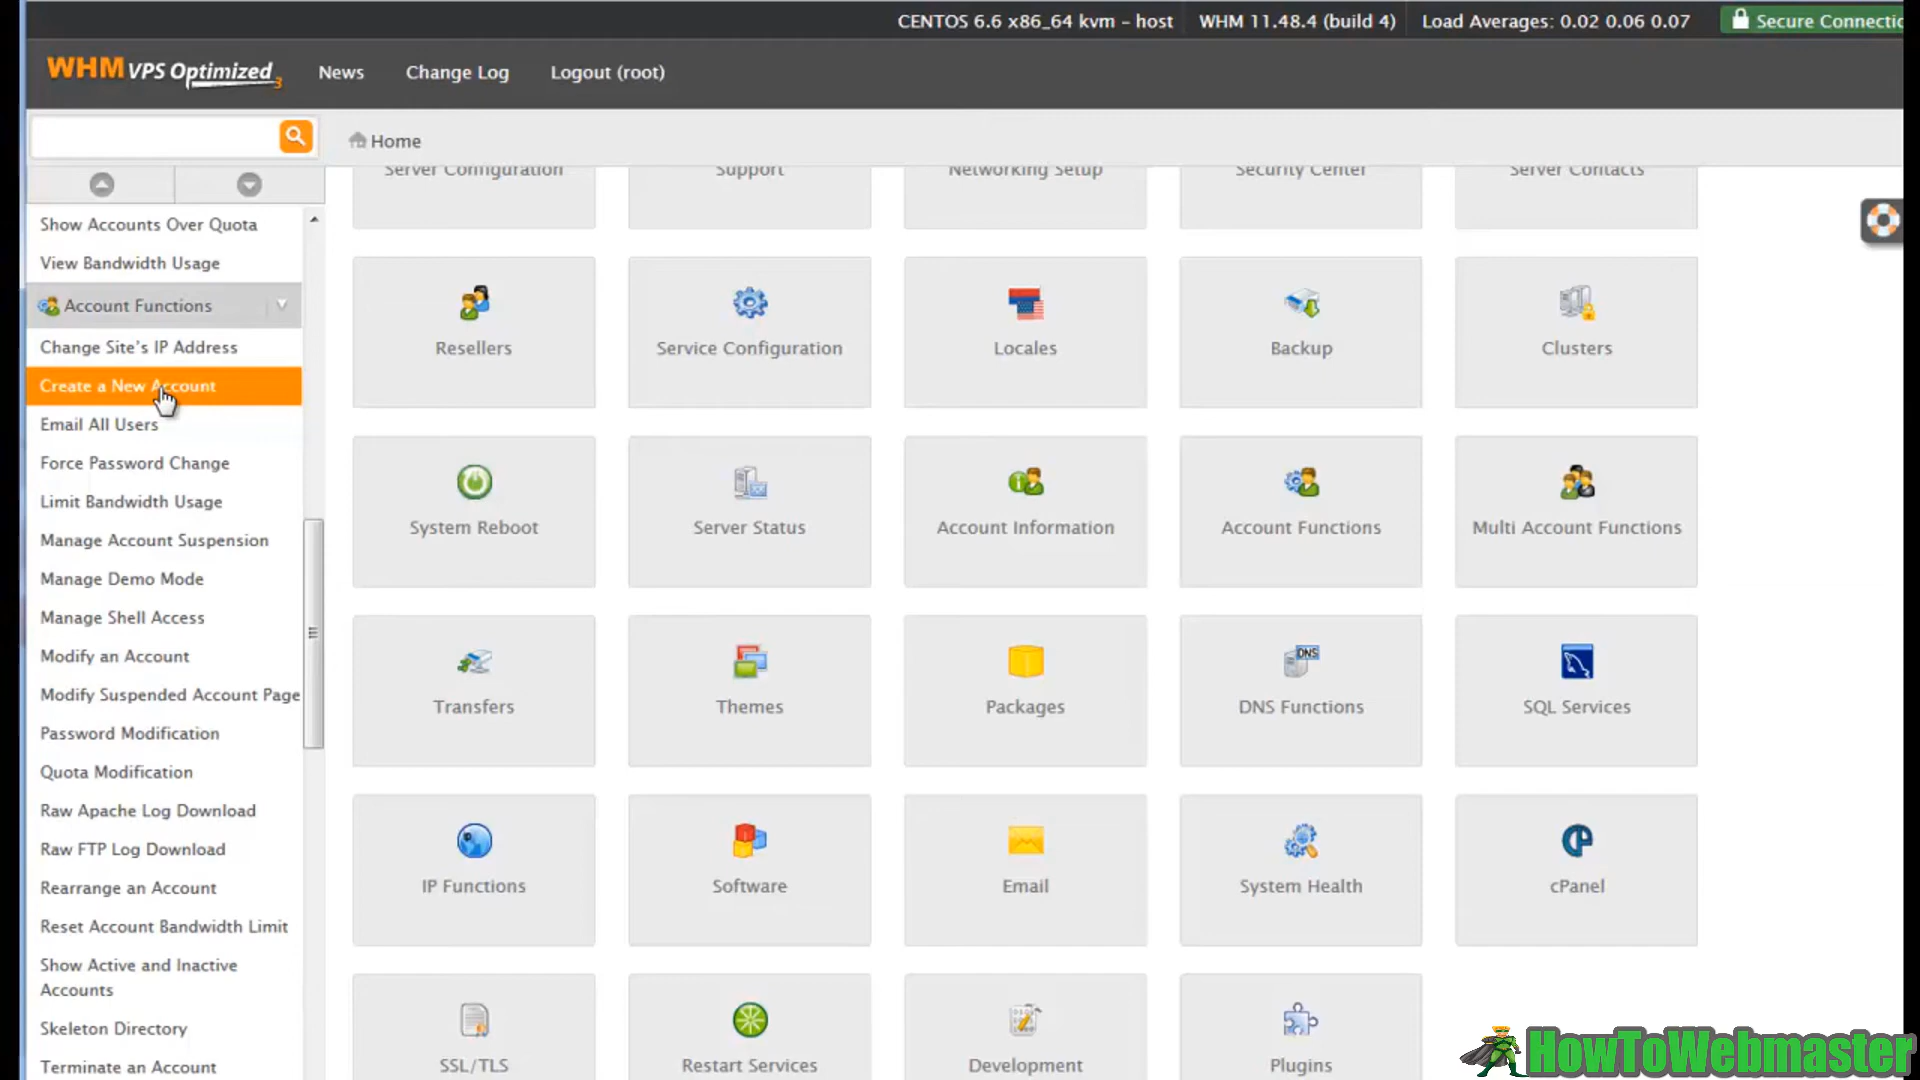 CENTOS 6.6 x86_64 kvm – host WHM 11.48.4 (build 4) Load Averages: 0.02 0.06 0.07 Secure Connectio
WHM VPS Optimized 3 News Change Log Logout (root)
Home
Server Configuration Support Networking Setup Security Center Server Contacts
Show Accounts Over Quota
View Bandwidth Usage
Account Functions
Change Site's IP Address
Create a New Account
Email All Users
Force Password Change
Limit Bandwidth Usage
Manage Account Suspension
Manage Demo Mode
Manage Shell Access
Modify an Account
Modify Suspended Account Page
Password Modification
Quota Modification
Raw Apache Log Download
Raw FTP Log Download
Rearrange an Account
Reset Account Bandwidth Limit
Show Active and Inactive
Accounts
Skeleton Directory
Terminate an Account
Resellers Service Configuration Locales Backup Clusters
System Reboot Server Status Account Information Account Functions Multi Account Functions
Transfers Themes Packages DNS Functions SQL Services
DNS
IP Functions Software Email System Health cPanel
SSL/TLS Restart Services Development Plugins
HowToWebmaster